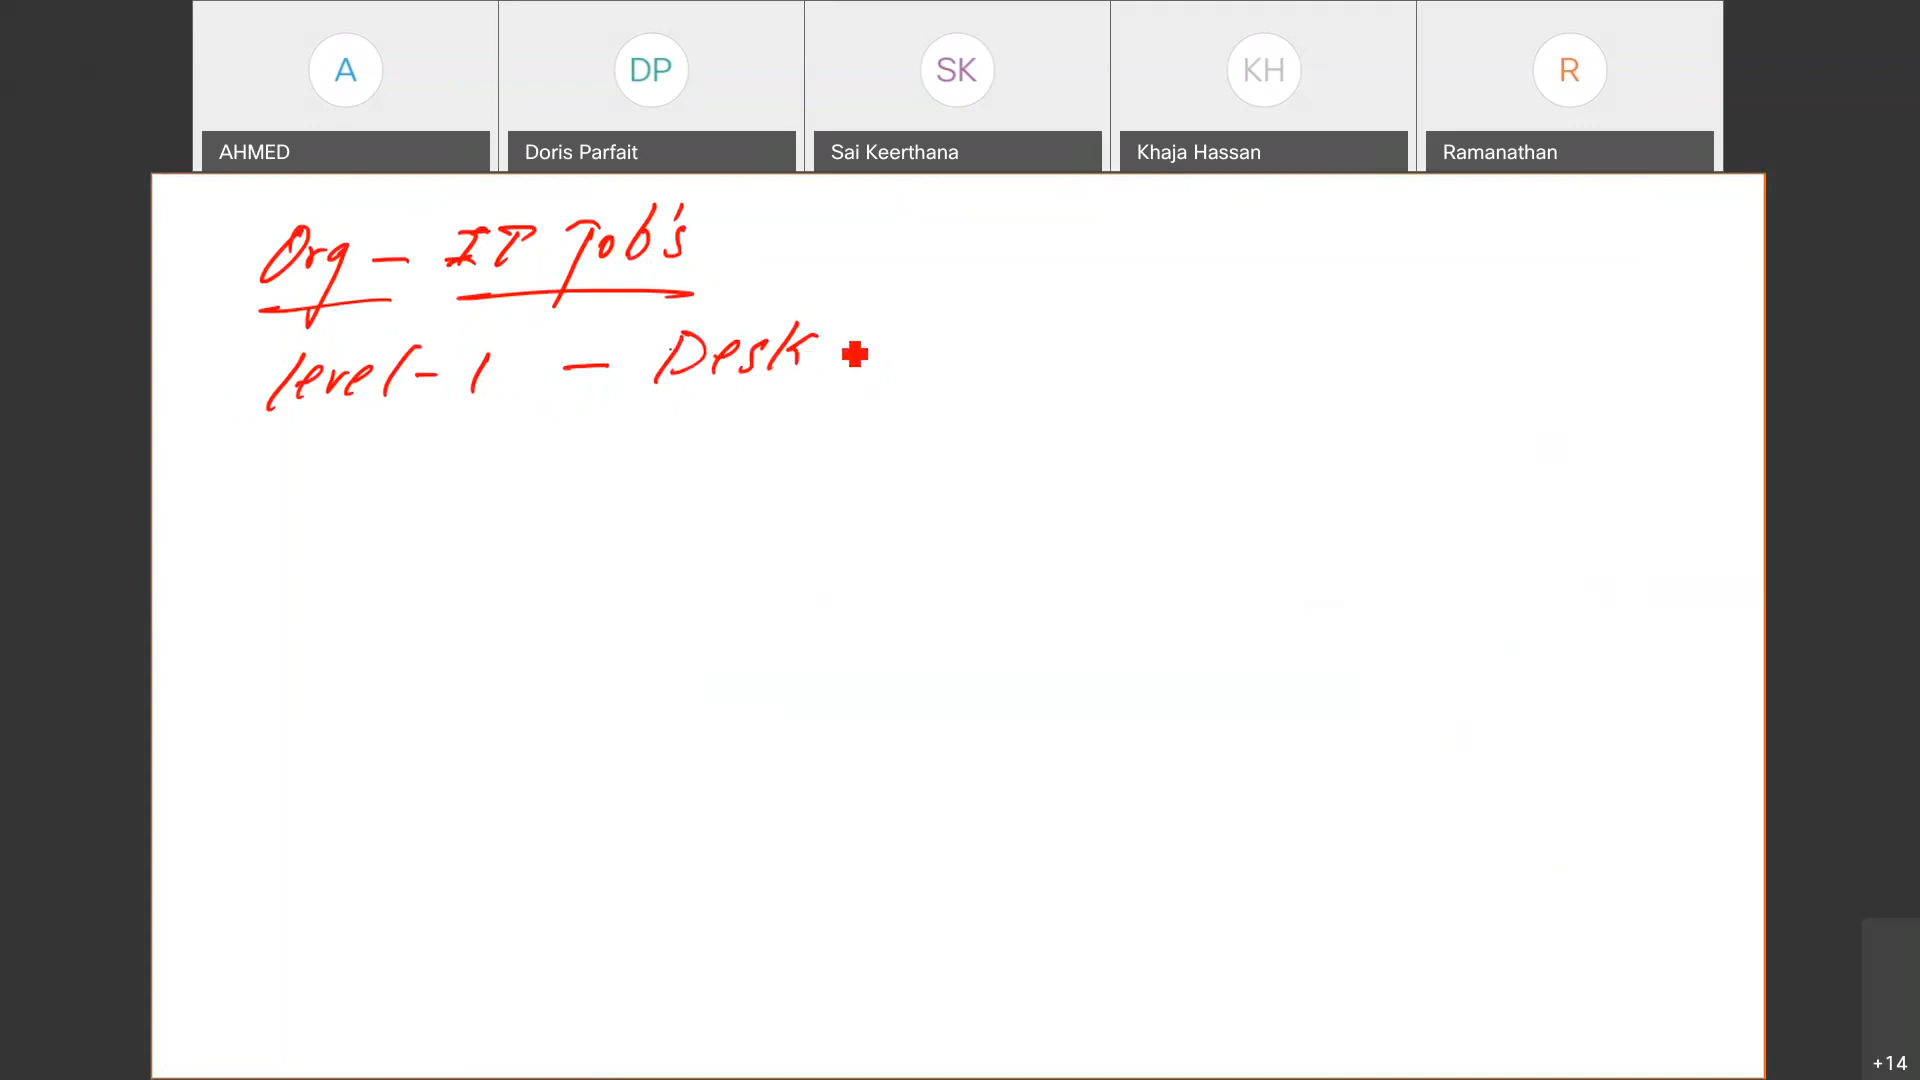 A DP SK KH R
AHMED Doris Parfait Sai Keerthana Khaja Hassan Ramanathan
Org - IT Job's
level - 1 - Desk
+14